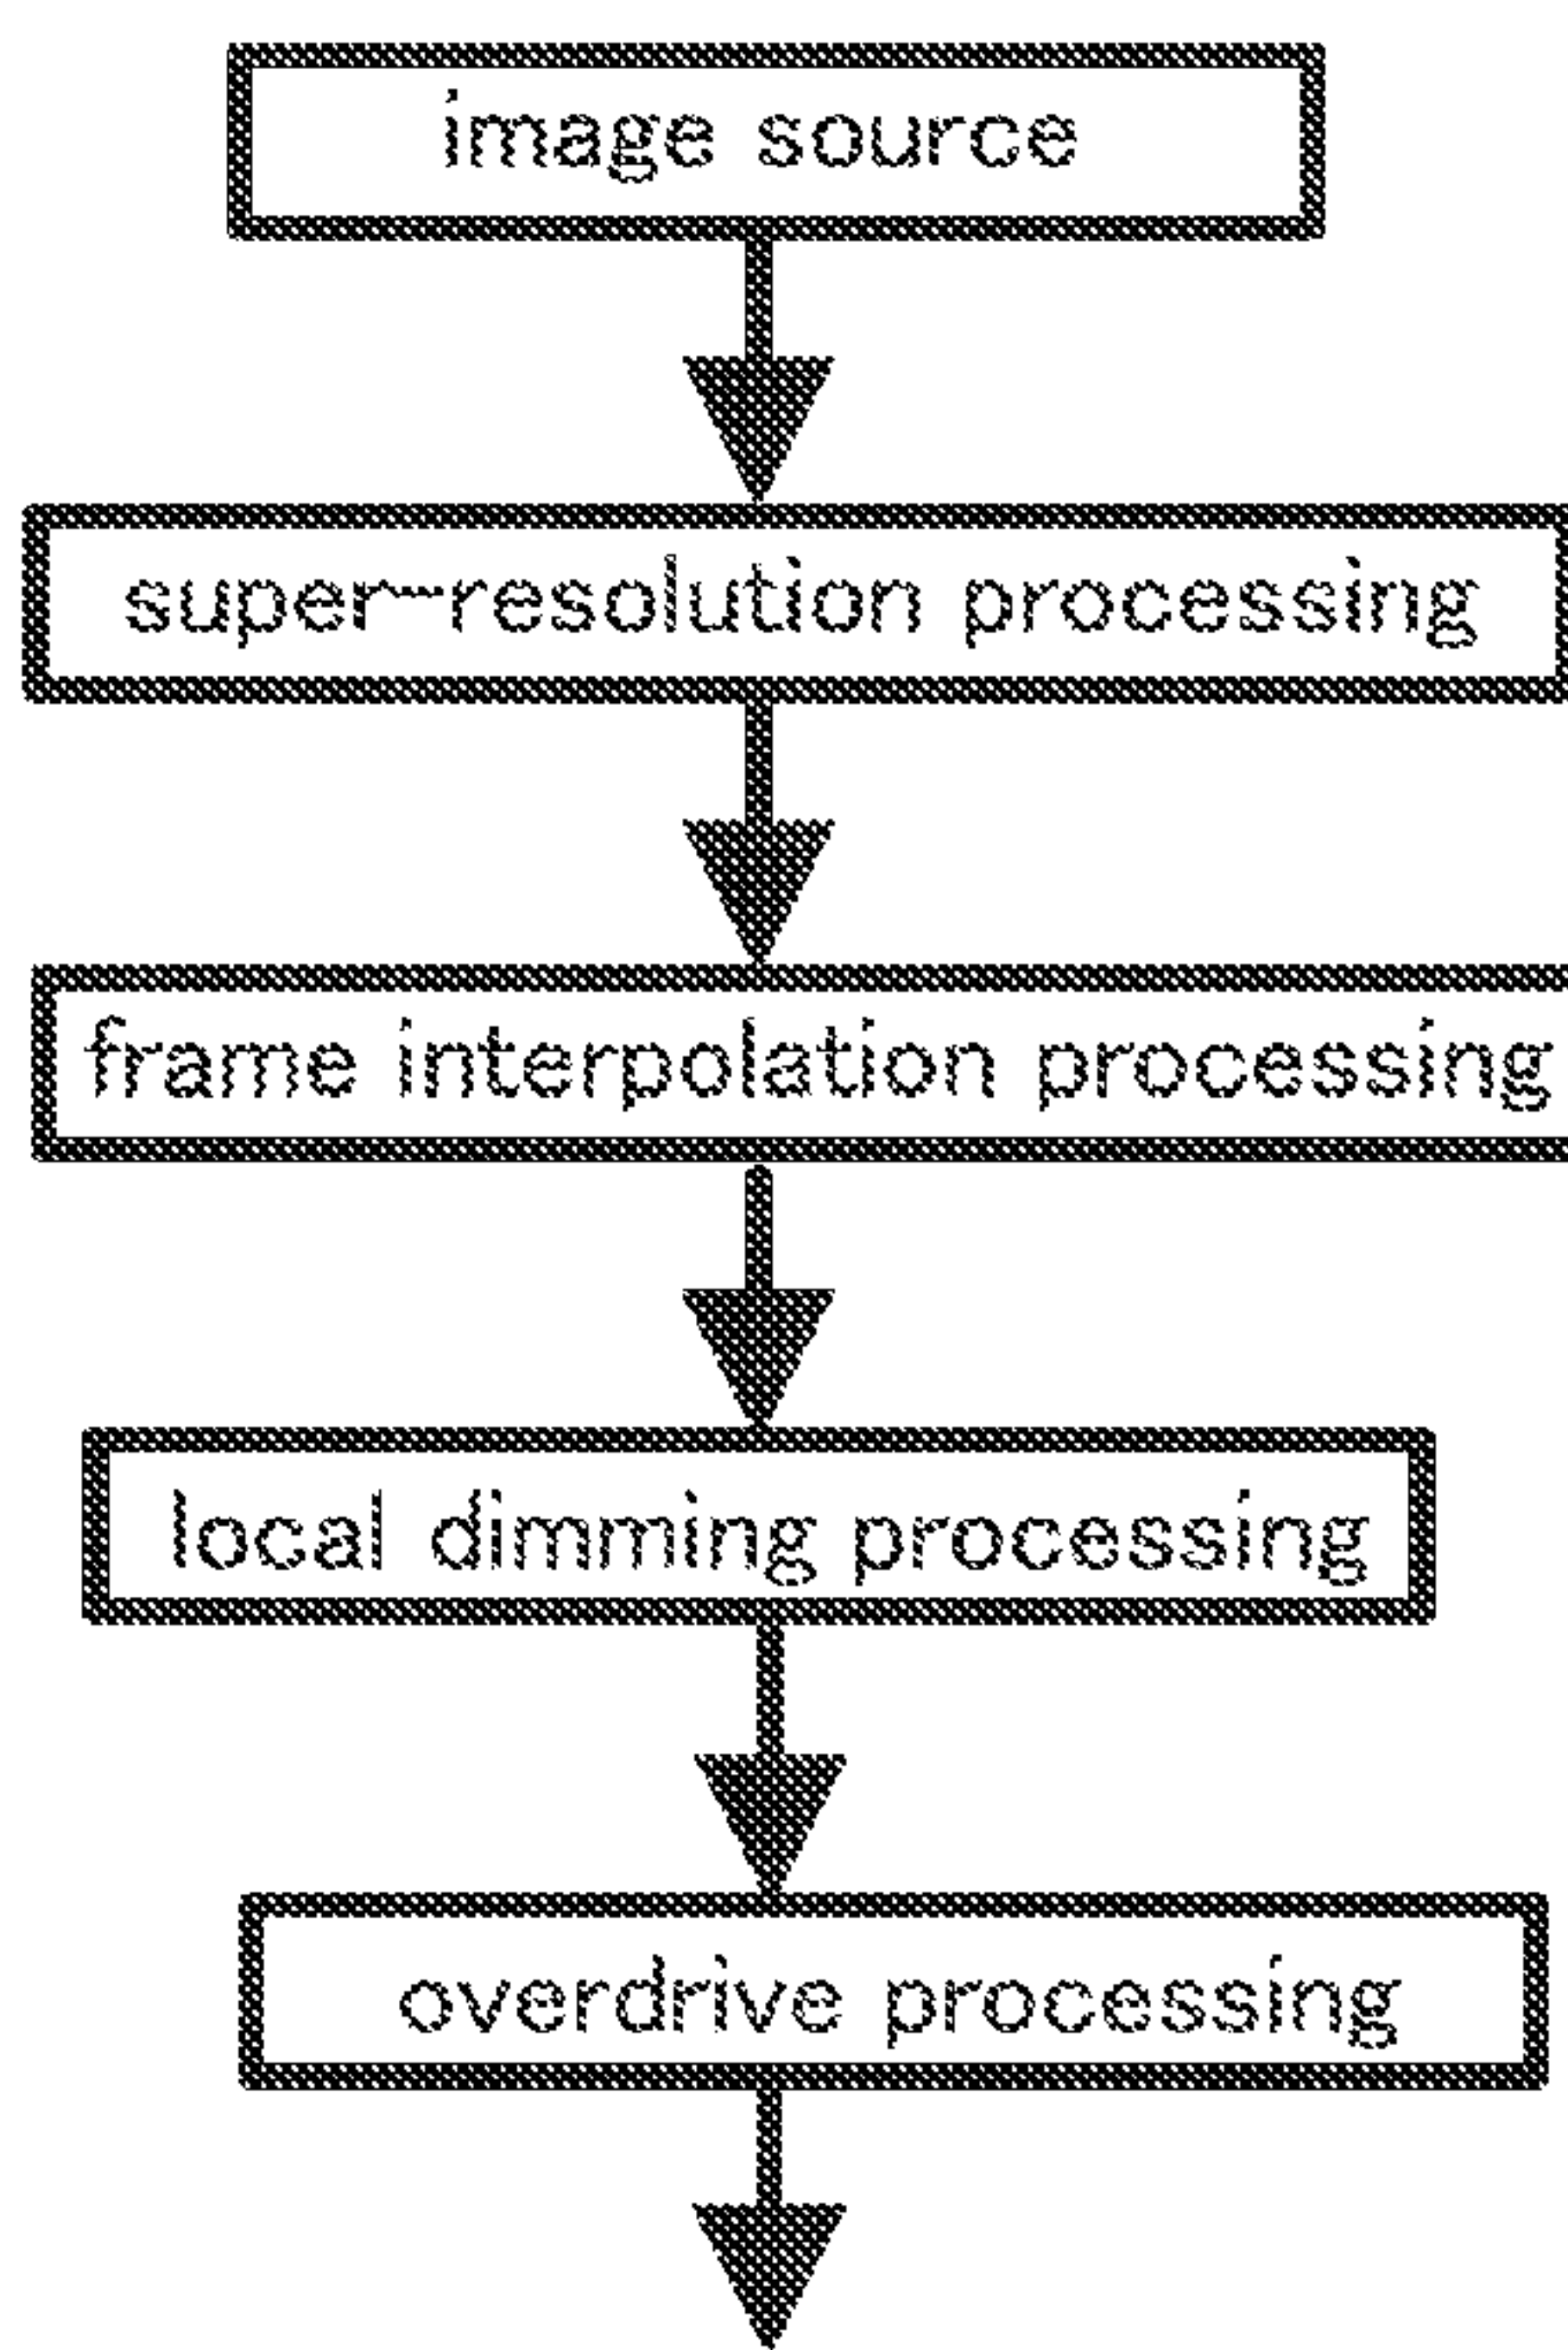 image source
super-resolution processing
frame interpolation processing
local dimming processing
overdrive processing